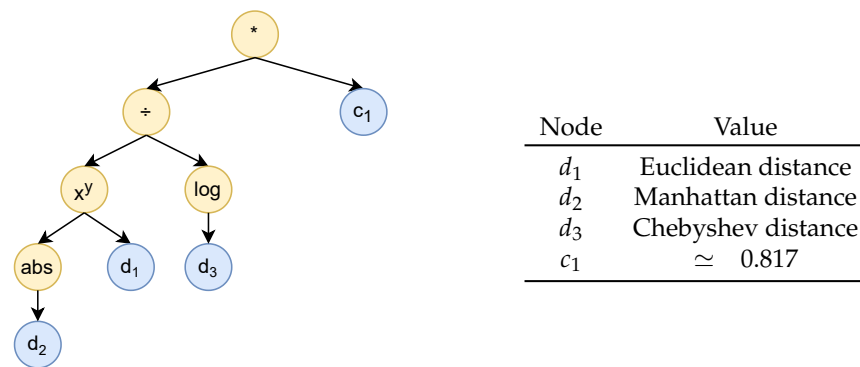 *
÷
c₁
xʸ
log
abs
d₁
d₃
d₂
Node Value
d₁ Euclidean distance
d₂ Manhattan distance
d₃ Chebyshev distance
c₁ ≃ 0.817